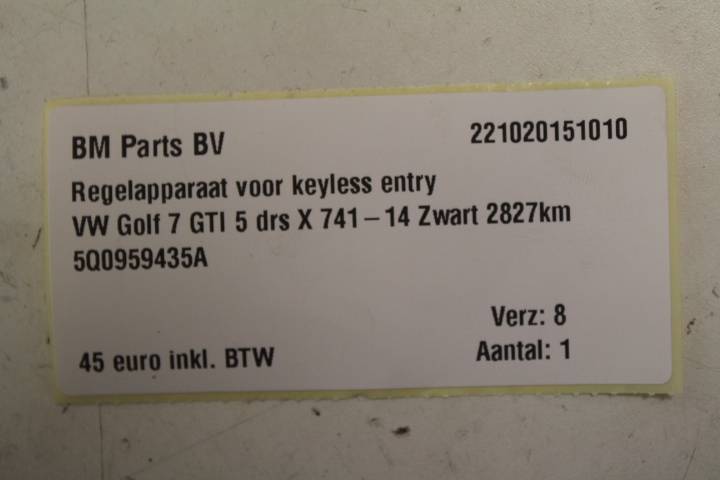 BM Parts BV 221020151010
Regelapparaat voor keyless entry
VW Golf 7 GTI 5 drs X 741-14 Zwart 2827km
5Q0959435A
Verz: 8
45 euro inkl. BTW Aantal: 1